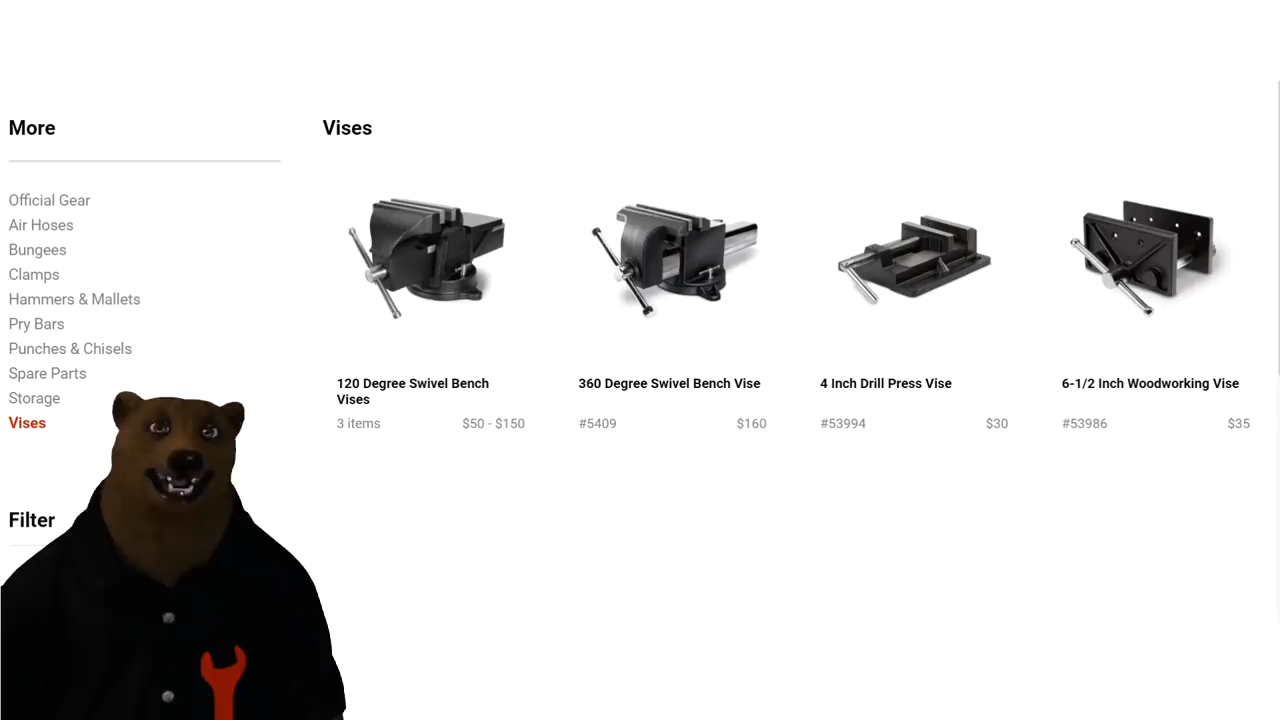 More
Official Gear
Air Hoses
Bungees
Clamps
Hammers & Mallets
Pry Bars
Punches & Chisels
Spare Parts
Storage
Vises
Filter
Vises
120 Degree Swivel Bench
Vises
3 items $50 - $150
360 Degree Swivel Bench Vise
#5409 $160
4 Inch Drill Press Vise
#53994 $30
6-1/2 Inch Woodworking Vise
#53986 $35